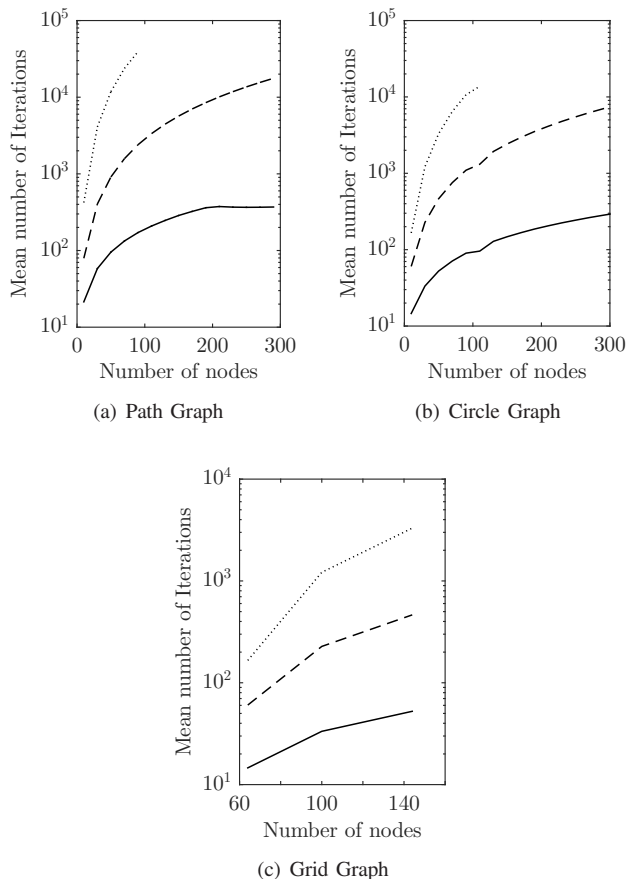 10^5
10^4
10^3
10^2
10^1
Mean number of Iterations
0 100 200 300
Number of nodes
(a) Path Graph
10^5
10^4
10^3
10^2
10^1
Mean number of Iterations
0 100 200 300
Number of nodes
(b) Circle Graph
10^4
10^3
10^2
10^1
Mean number of Iterations
60 100 140
Number of nodes
(c) Grid Graph